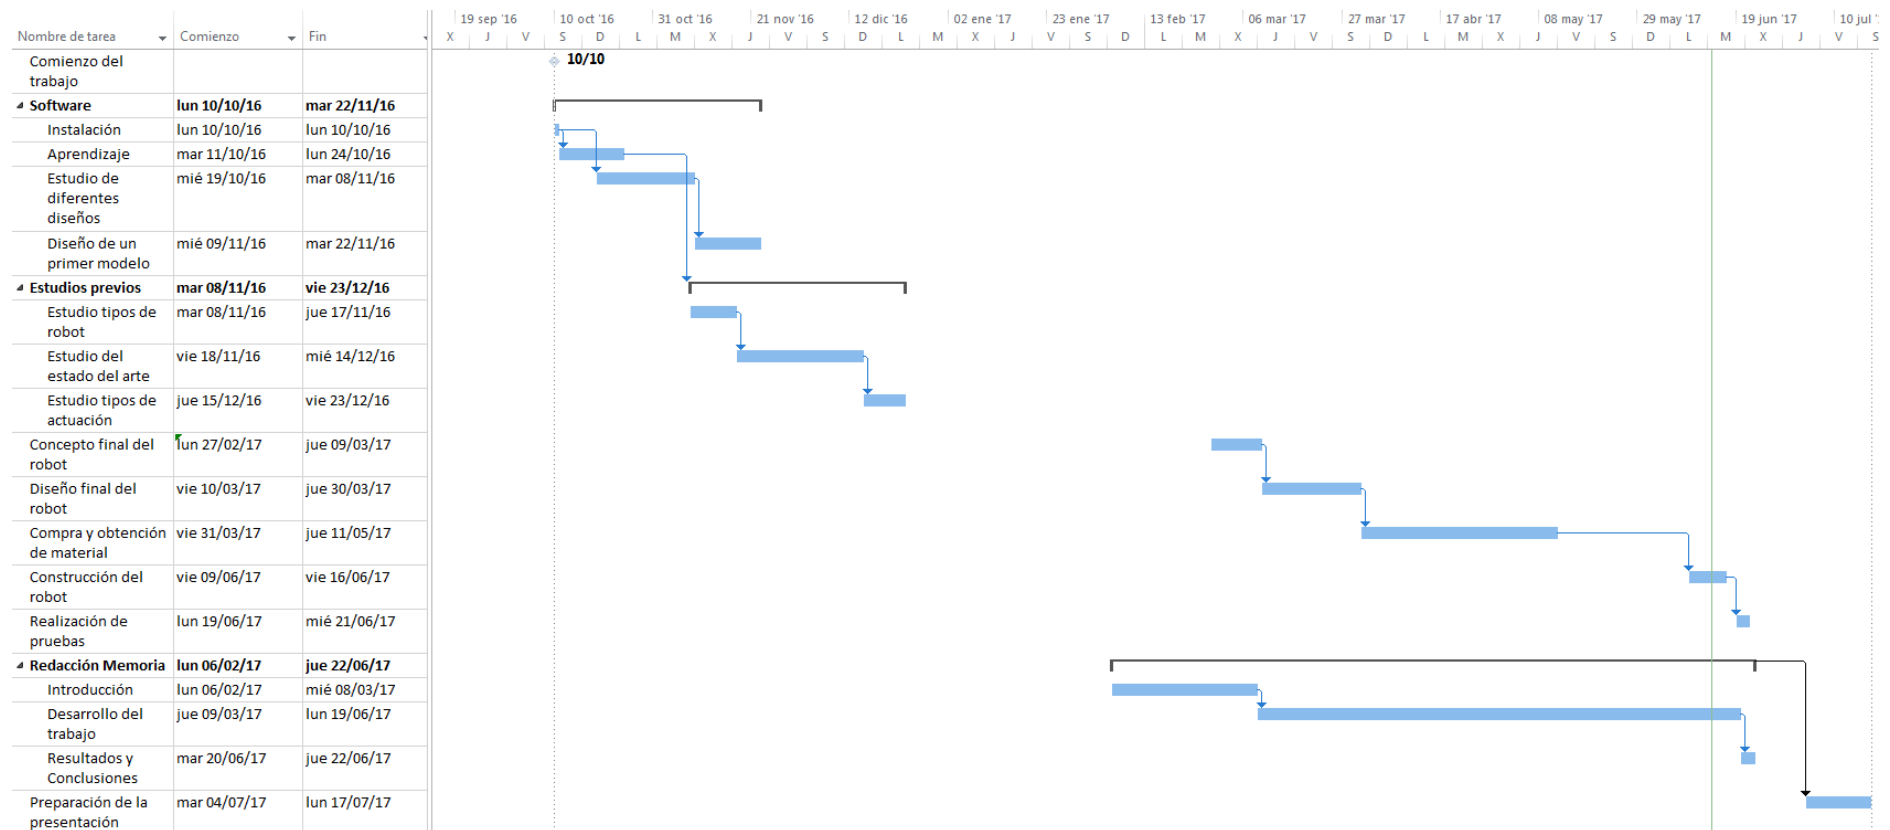 19 sep '16 10 oct '16 31 oct '16 21 nov '16 12 dic '16 02 ene '17 23 ene '17 13 feb '17 06 mar '17 27 mar '17 17 abr '17 08 may '17 29 may '17 19 jun '17 10 jul '
Nombre de tarea Comienzo Fin X J V S D L M X J V S D L M X J V S D L M X J V S D L M X J V S D L M X J V S
Comienzo del
trabajo
10/10
Software lun 10/10/16 mar 22/11/16
Instalación lun 10/10/16 lun 10/10/16
Aprendizaje mar 11/10/16 lun 24/10/16
Estudio de mié 19/10/16 mar 08/11/16
diferentes
diseños
Diseño de un mié 09/11/16 mar 22/11/16
primer modelo
Estudios previos mar 08/11/16 vie 23/12/16
Estudio tipos de mar 08/11/16 jue 17/11/16
robot
Estudio del vie 18/11/16 mié 14/12/16
estado del arte
Estudio tipos de jue 15/12/16 vie 23/12/16
actuación
Concepto final del lun 27/02/17 jue 09/03/17
robot
Diseño final del vie 10/03/17 jue 30/03/17
robot
Compra y obtención vie 31/03/17 jue 11/05/17
de material
Construcción del vie 09/06/17 vie 16/06/17
robot
Realización de lun 19/06/17 mié 21/06/17
pruebas
Redacción Memoria lun 06/02/17 jue 22/06/17
Introducción lun 06/02/17 mié 08/03/17
Desarrollo del jue 09/03/17 lun 19/06/17
trabajo
Resultados y mar 20/06/17 jue 22/06/17
Conclusiones
Preparación de la mar 04/07/17 lun 17/07/17
presentación